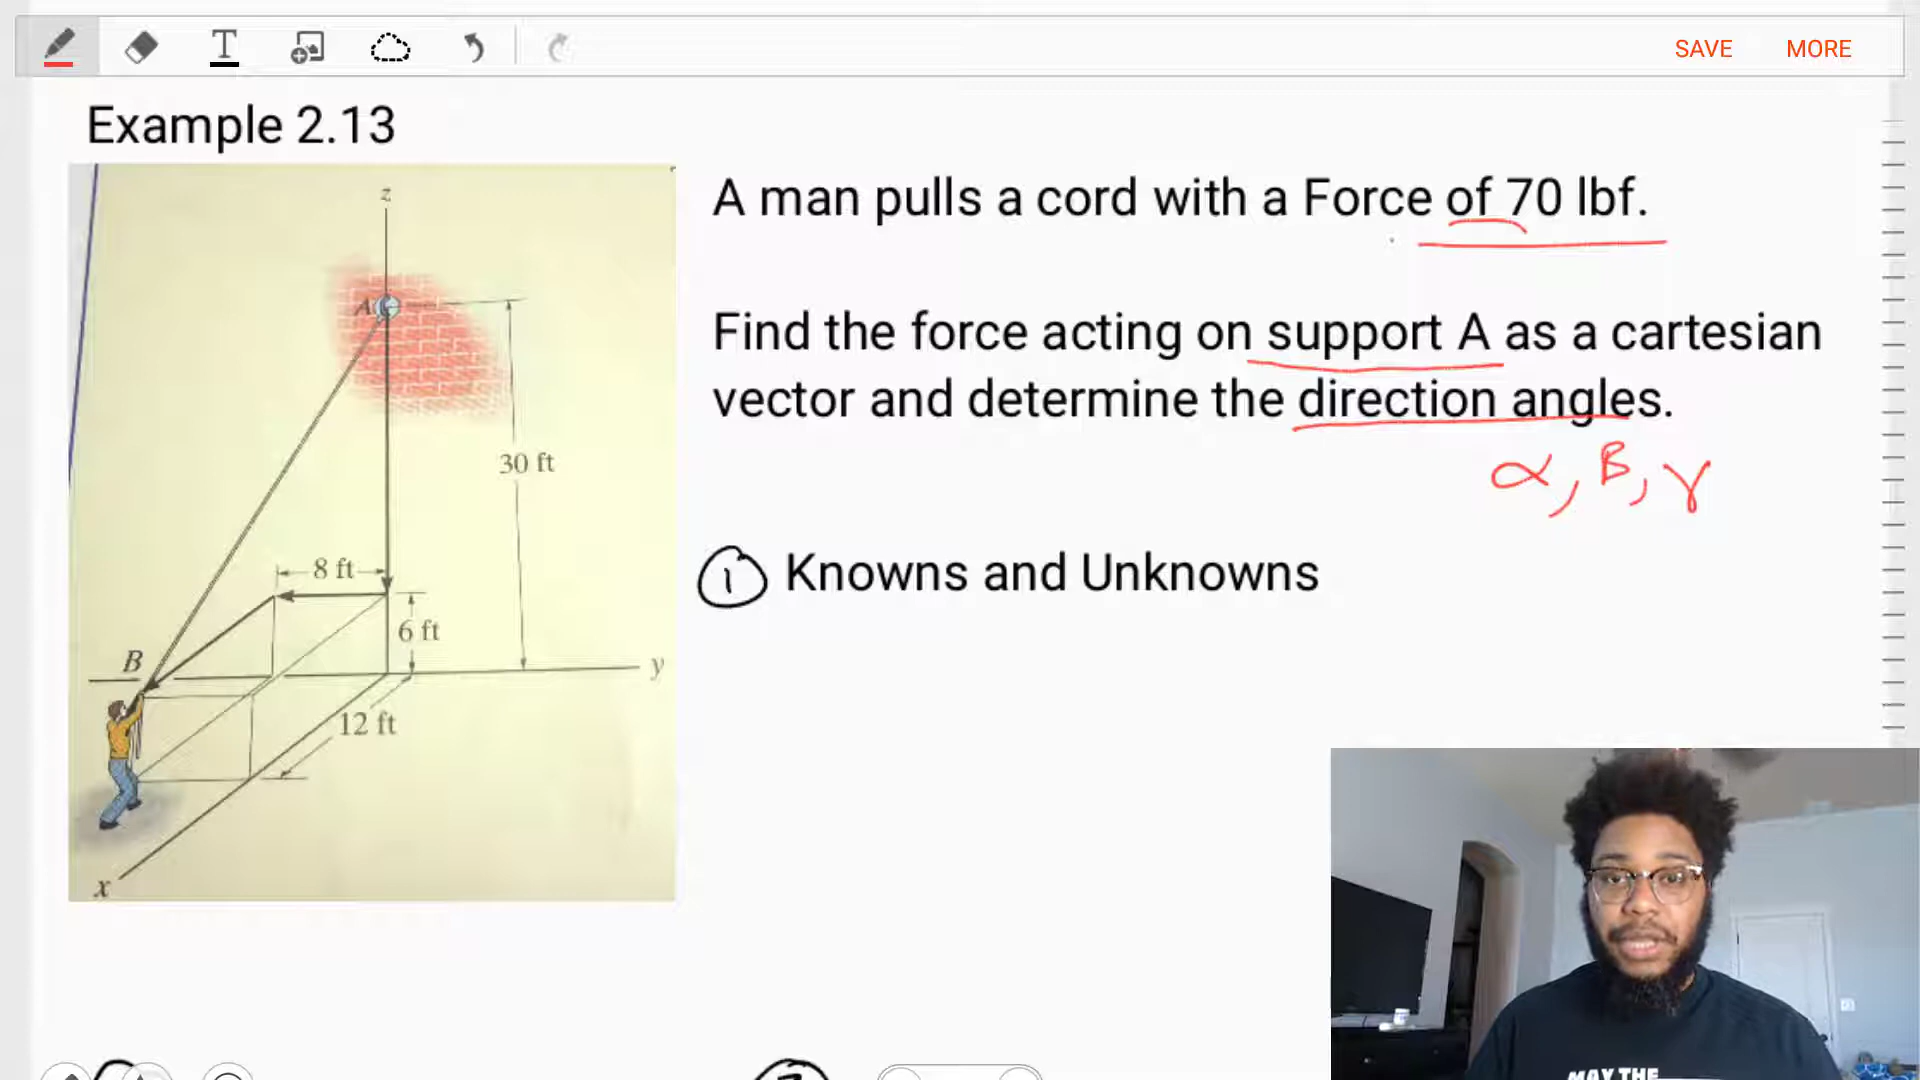 T
SAVE
MORE
Example 2.13
A man pulls a cord with a Force of 70 lbf.
Find the force acting on support A as a cartesian
vector and determine the direction angles.
α, B, γ
① Knowns and Unknowns
z
A
30 ft
8 ft
6 ft
B
y
12 ft
x
MAY THE